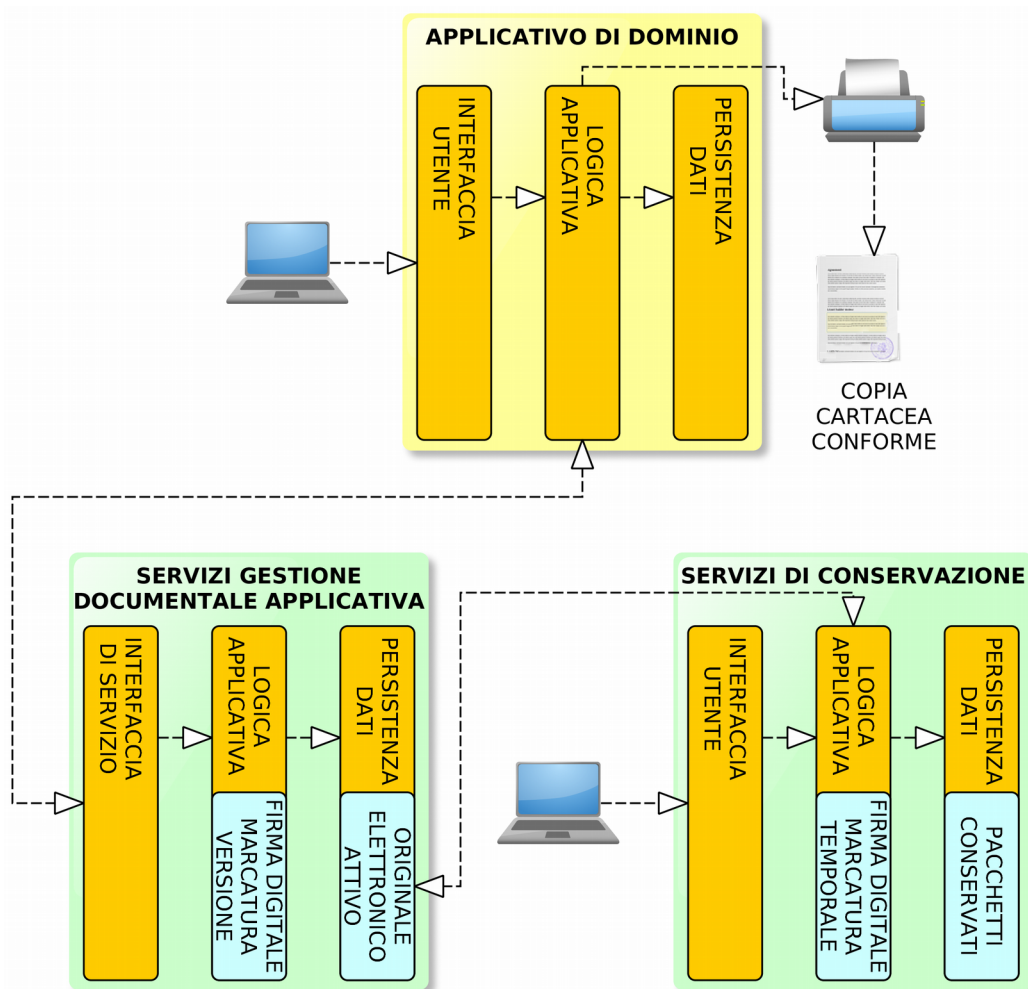 APPLICATIVO DI DOMINIO
INTERFACCIA
UTENTE
LOGICA
APPLICATIVA
PERSISTENZA
DATI
COPIA
CARTACEA
CONFORME
SERVIZI GESTIONE
DOCUMENTALE APPLICATIVA
INTERFACCIA
DI SERVIZIO
LOGICA
APPLICATIVA
PERSISTENZA
DATI
FIRMA DIGITALE
MARCATURA
VERSIONE
ORIGINALE
ELETTRONICO
ATTIVO
SERVIZI DI CONSERVAZIONE
INTERFACCIA
UTENTE
LOGICA
APPLICATIVA
PERSISTENZA
DATI
FIRMA DIGITALE
MARCATURA
TEMPORALE
PACCHETTI
CONSERVATI